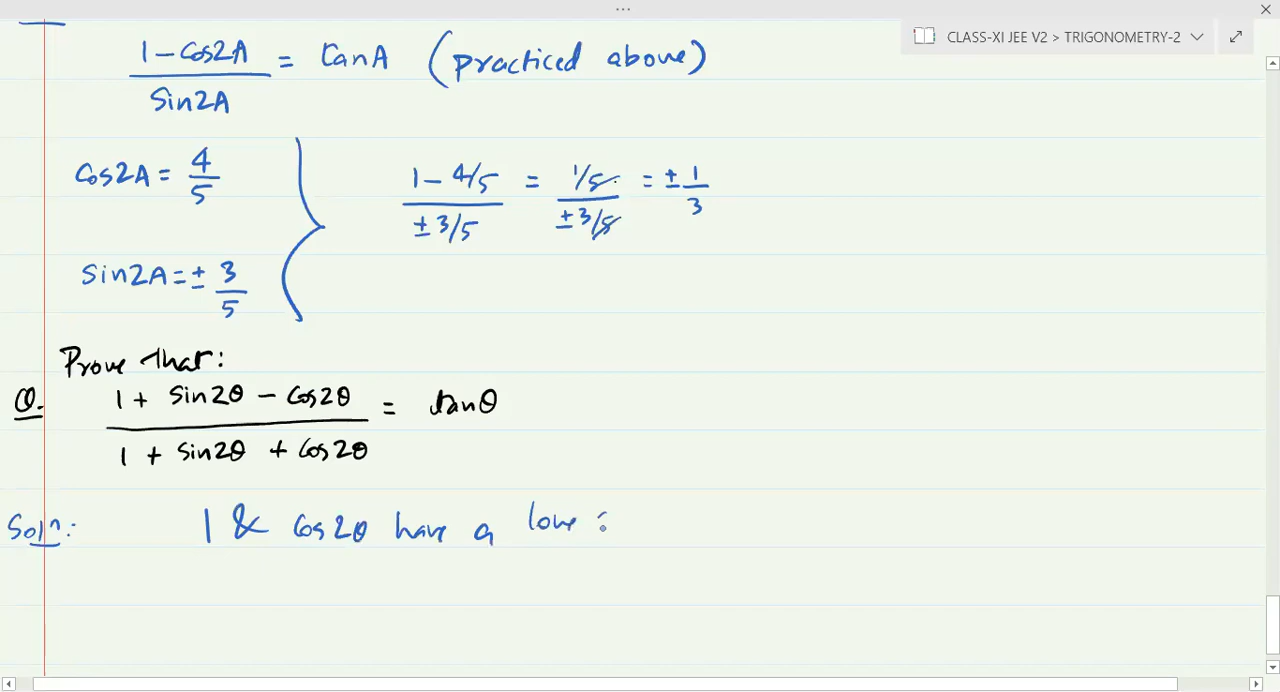 CLASS-XI JEE V2 > TRIGONOMETRY-2
1 - Cos2A / Sin2A = tanA (practiced above)
Cos2A = 4/5
1 - 4/5 / ± 3/5 = 1/5 / ± 3/5 = ± 1/3
Sin2A = ± 3/5
Prove that:
Q. 1 + Sin2θ - Cos2θ / 1 + Sin2θ + Cos2θ = tanθ
Solⁿ: 1 & Cos2θ have a love